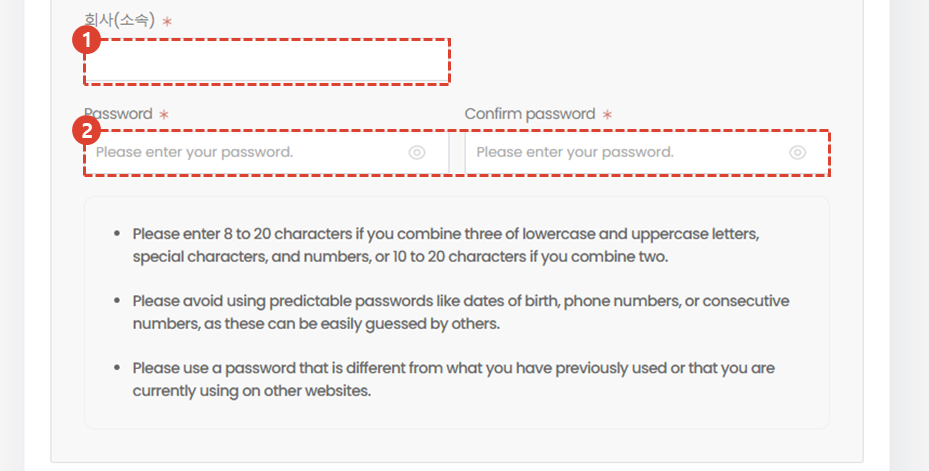 회사(소속) *
1
Password * Confirm password *
2
Please enter your password. Please enter your password.
• Please enter 8 to 20 characters if you combine three of lowercase and uppercase letters,
special characters, and numbers, or 10 to 20 characters if you combine two.
• Please avoid using predictable passwords like dates of birth, phone numbers, or consecutive
numbers, as these can be easily guessed by others.
• Please use a password that is different from what you have previously used or that you are
currently using on other websites.